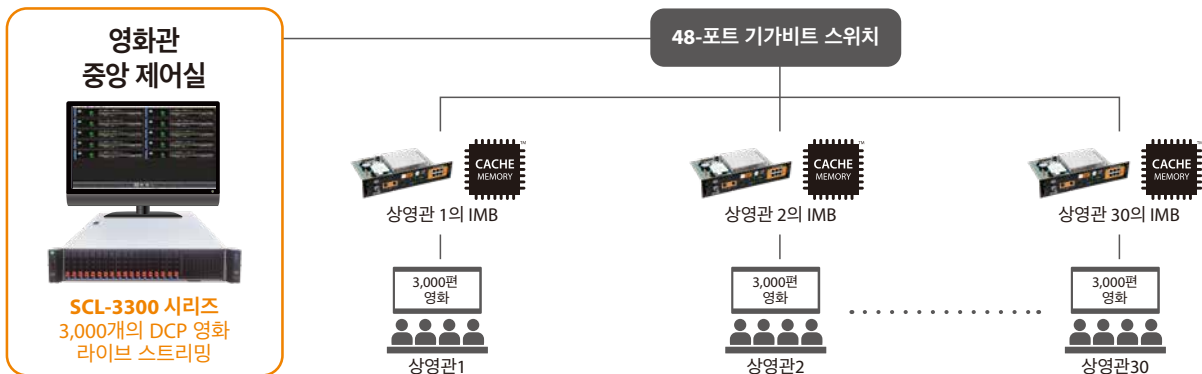 영화관
중앙 제어실
SCL-3300 시리즈
3,000개의 DCP 영화
라이브 스트리밍
48-포트 기가비트 스위치
CACHE
MEMORY
TM
상영관 1의 IMB
3,000편
영화
상영관1
CACHE
MEMORY
TM
상영관 2의 IMB
3,000편
영화
상영관2
CACHE
MEMORY
TM
상영관 30의 IMB
3,000편
영화
상영관30